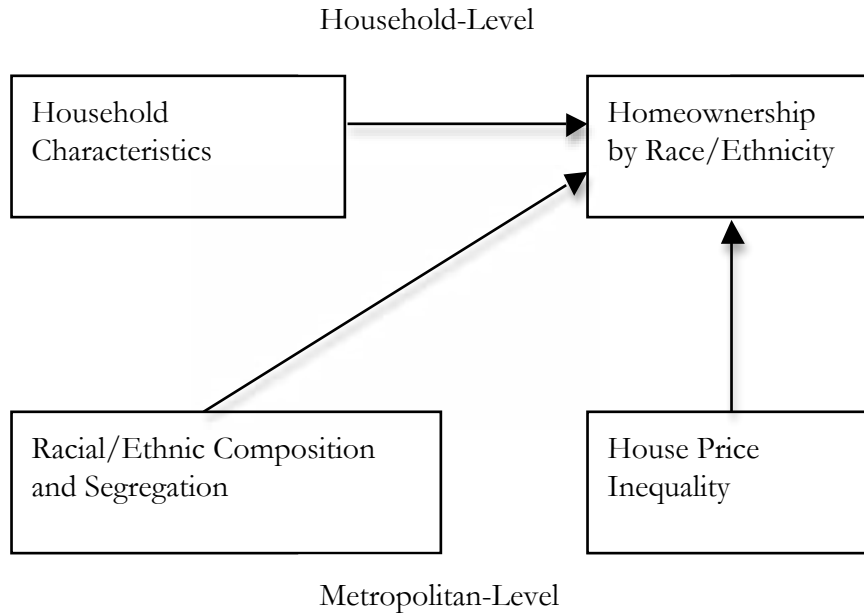 Household-Level
Household
Characteristics
Homeownership
by Race/Ethnicity
Racial/Ethnic Composition
and Segregation
House Price
Inequality
Metropolitan-Level